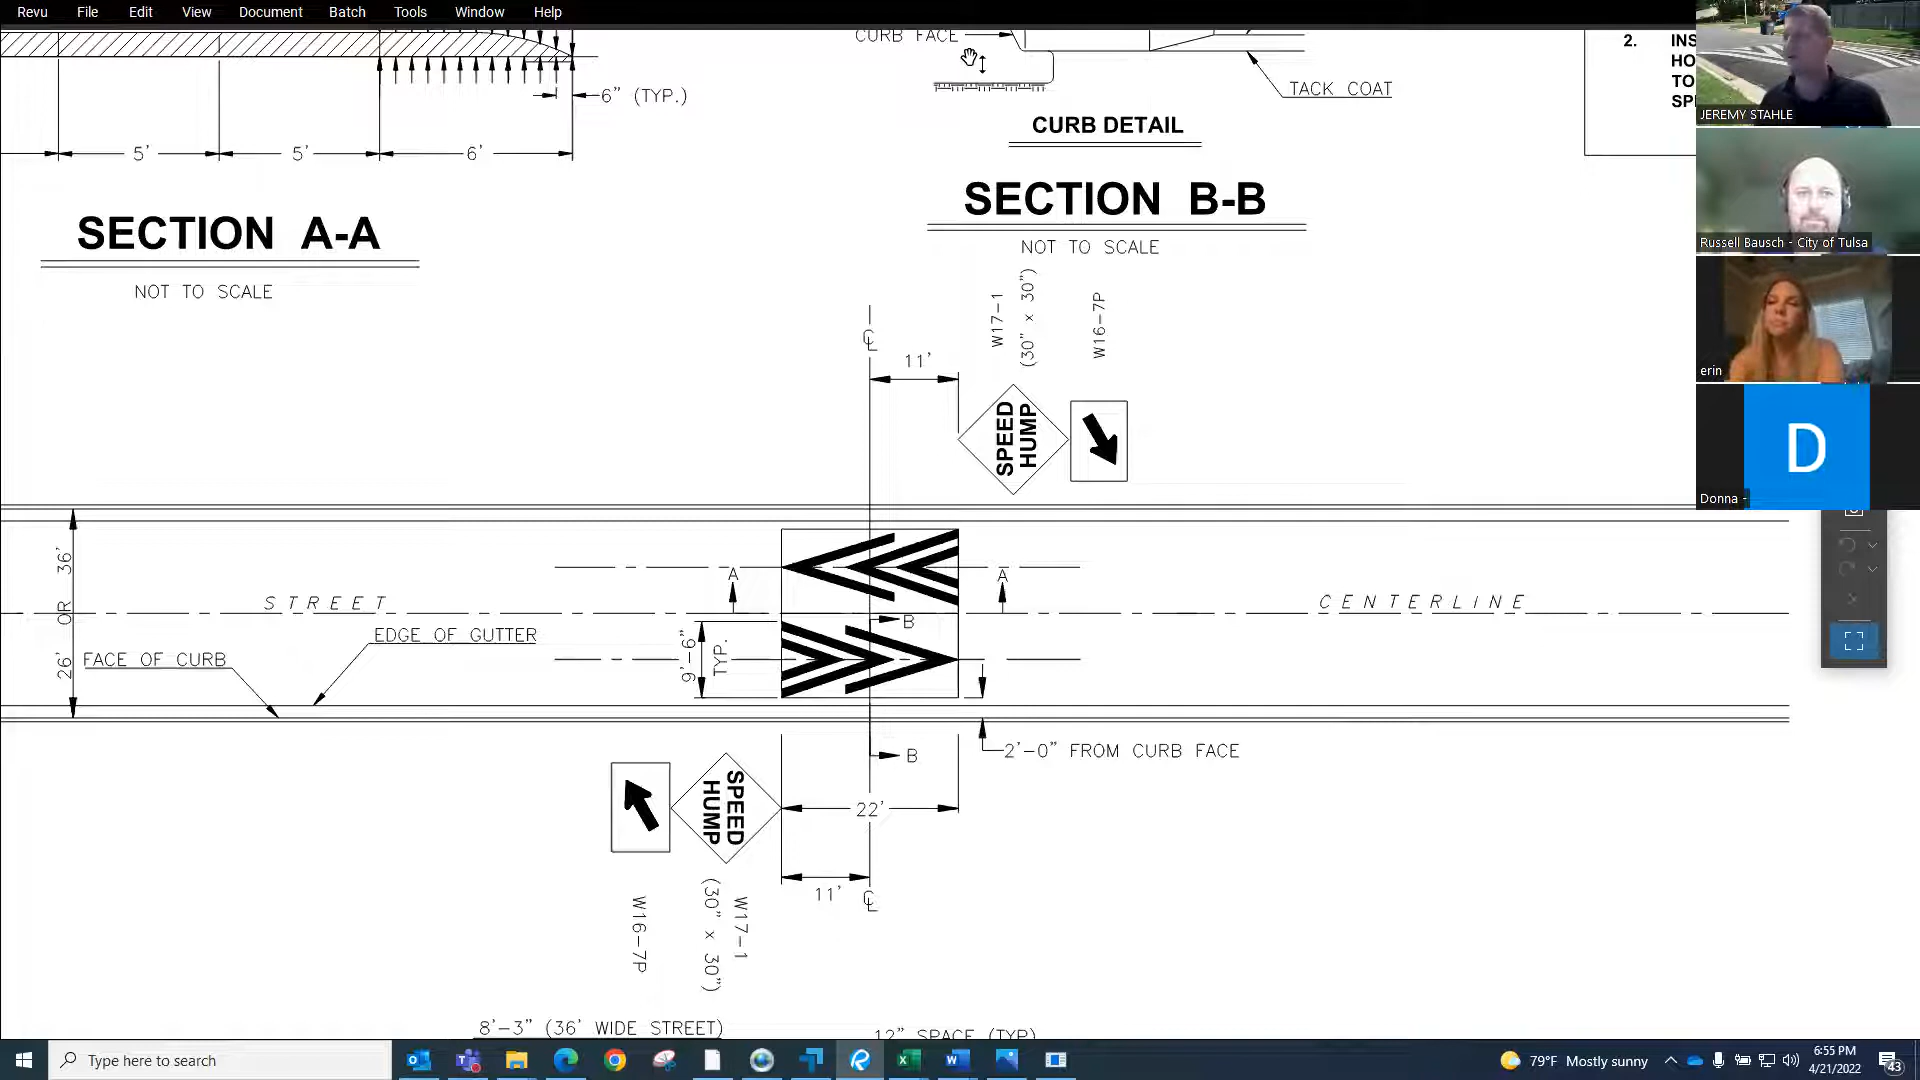 Revu File Edit View Document Batch Tools Window Help
CURB FACE
TACK COAT
6" (TYP.)
5' 5' 6'
CURB DETAIL
SECTION A-A
NOT TO SCALE
SECTION B-B
NOT TO SCALE
2. INS
HO
TO
SPE
JEREMY STAHLE
Russell Bausch - City of Tulsa
erin
D
Donna -
W17-1
(30" x 30")
W16-7P
℄
11'
SPEED
HUMP
26' OR 36'
STREET
CENTERLINE
EDGE OF GUTTER
FACE OF CURB
A
A
B
9'-6"
TYP.
B
2'-0" FROM CURB FACE
SPEED
HUMP
22'
11'
℄
W17-1
(30" x 30")
W16-7P
8'-3" (36' WIDE STREET)
12" SPACE (TYP)
Type here to search
79°F Mostly sunny
6:55 PM
4/21/2022
43